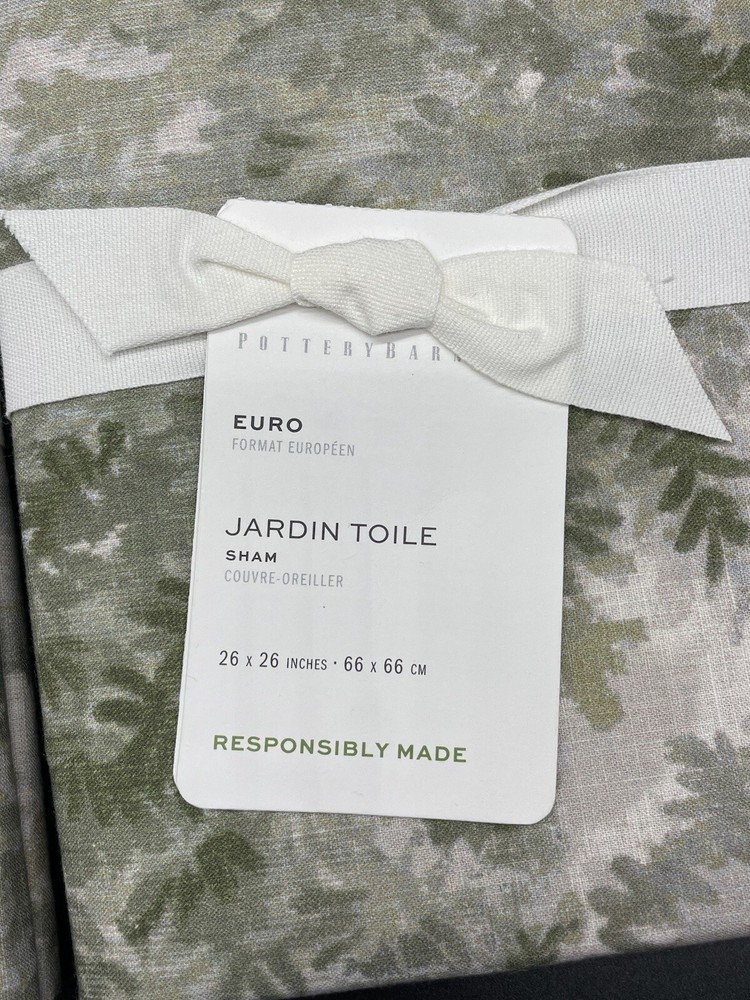 POTTERYBARN
EURO
FORMAT EUROPÉEN
JARDIN TOILE
SHAM
COUVRE-OREILLER
26 X 26 INCHES · 66 X 66 CM
RESPONSIBLY MADE